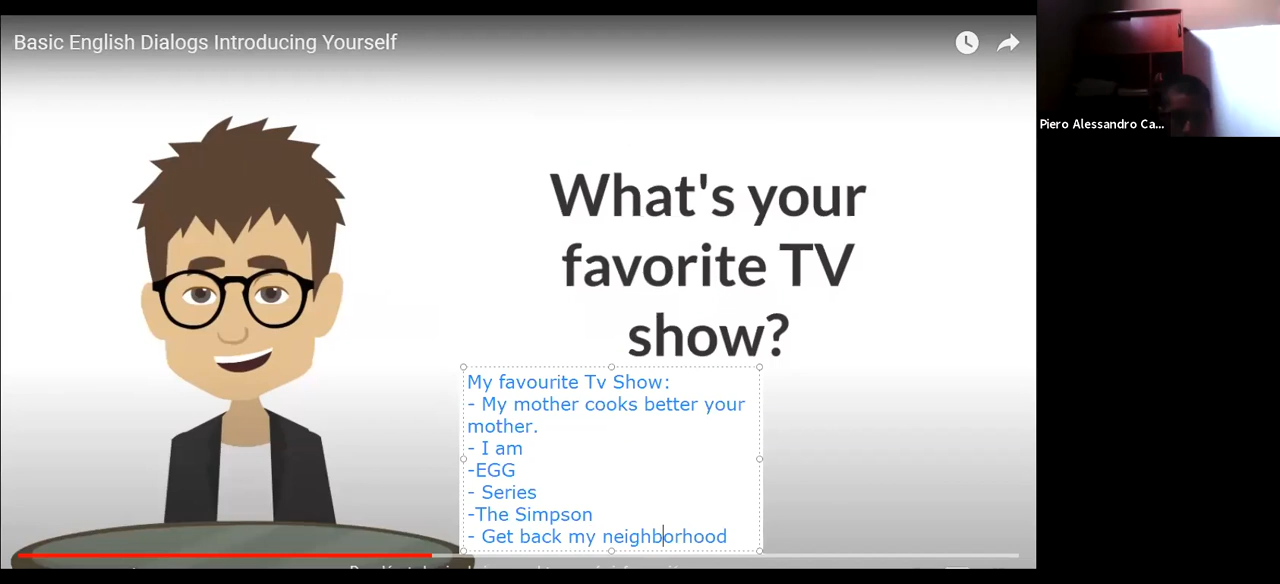 Basic English Dialogs Introducing Yourself
Piero Alessandro Ca...
What's your
favorite TV
show?
My favourite Tv Show:
- My mother cooks better your
mother.
- I am
-EGG
- Series
-The Simpson
- Get back my neighborhood